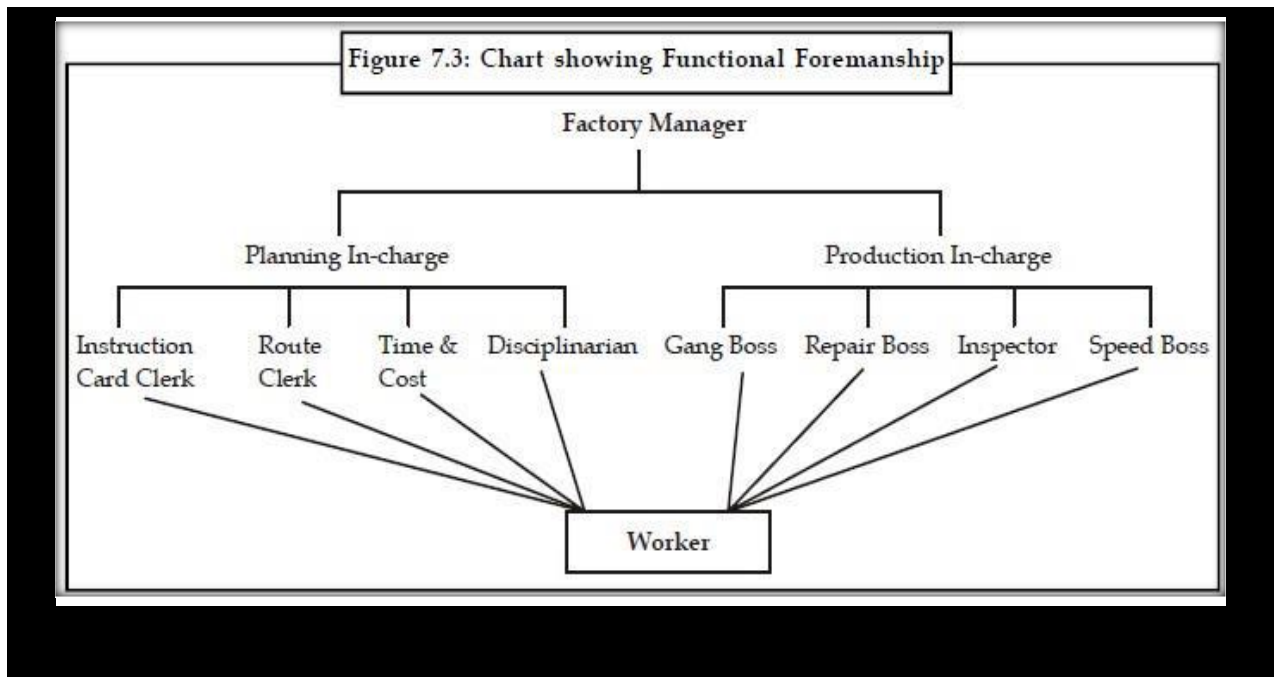 Figure 7.3: Chart showing Functional Foremanship
Factory Manager
Planning In-charge
Production In-charge
Instruction
Card Clerk
Route
Clerk
Time &
Cost
Disciplinarian
Gang Boss
Repair Boss
Inspector
Speed Boss
Worker